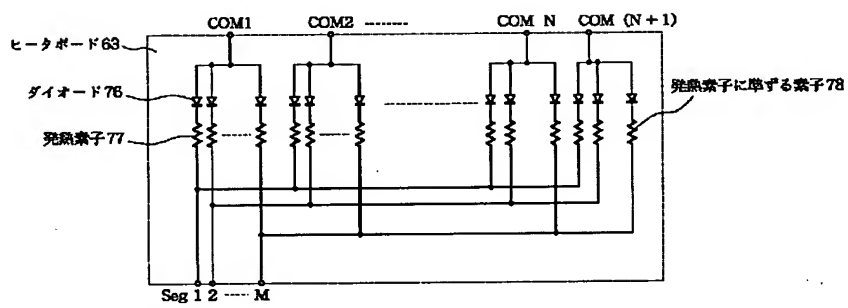 COM1 COM2 -------- COM N COM (N+1)
ヒータボード63
ダイオード76
発熱素子に準ずる素子78
発熱素子77
Seg 1 2 ----- M